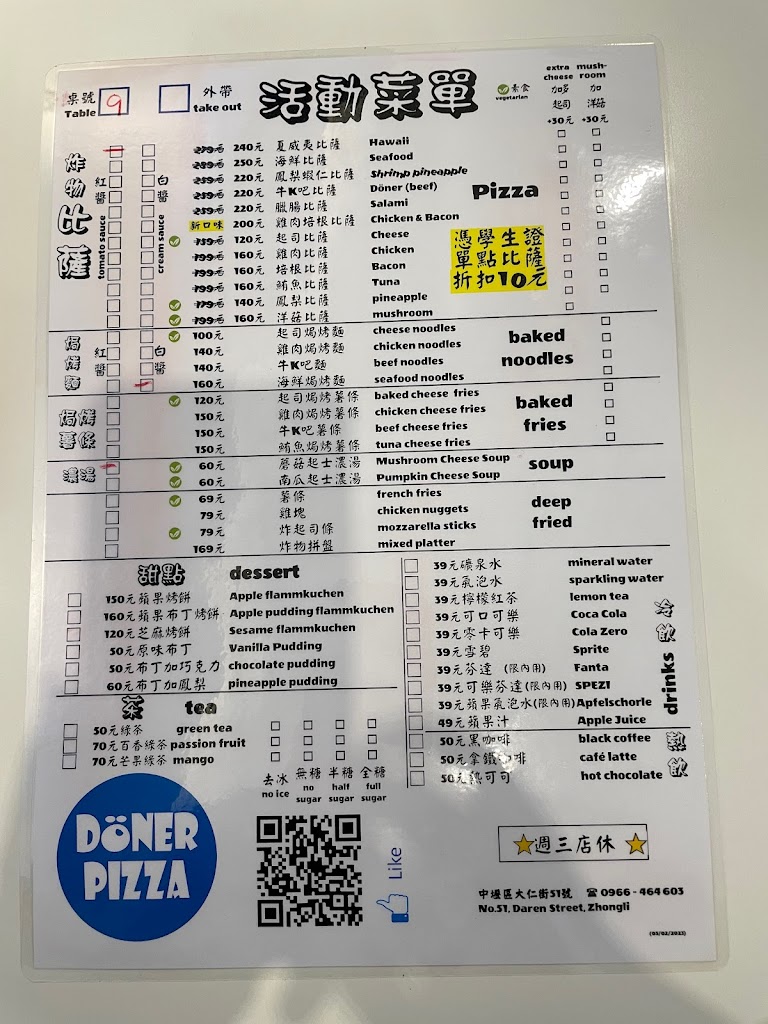 桌號 9 外帶 活動菜單 素食 extra cheese mush-room
Table take out vegetarian 加多起司 加洋菇
+30元 +30元
炸物比薩
紅醬 tomato sauce 白醬 cream sauce
240元 夏威夷比薩 Hawaii
250元 海鮮比薩 Seafood
220元 鳳梨蝦仁比薩 Shrimp pineapple
220元 牛K吧比薩 Döner (beef) Pizza
220元 臘腸比薩 Salami
新口味 200元 雞肉培根比薩 Chicken & Bacon
120元 起司比薩 Cheese
160元 雞肉比薩 Chicken
160元 培根比薩 Bacon
160元 鮪魚比薩 Tuna
179元 140元 鳳梨比薩 pineapple
199元 160元 洋菇比薩 mushroom
憑學生證
單點比薩
折扣10元
焗烤麵 紅醬 白醬
100元 起司焗烤麵 cheese noodles baked
140元 雞肉焗烤麵 chicken noodles noodles
140元 牛K吧麵 beef noodles
160元 海鮮焗烤麵 seafood noodles
焗烤薯條
120元 起司焗烤薯條 baked cheese fries baked
150元 雞肉焗烤薯條 chicken cheese fries fries
150元 牛K吧薯條 beef cheese fries
150元 鮪魚焗烤薯條 tuna cheese fries
濃湯
60元 蘑菇起士濃湯 Mushroom Cheese Soup soup
60元 南瓜起士濃湯 Pumpkin Cheese Soup
69元 薯條 french fries deep
79元 雞塊 chicken nuggets fried
79元 炸起司條 mozzarella sticks
169元 炸物拼盤 mixed platter
甜點 dessert
150元蘋果烤餅 Apple flammkuchen
160元蘋果布丁烤餅 Apple pudding flammkuchen
120元芝麻烤餅 Sesame flammkuchen
50元原味布丁 Vanilla Pudding
50元布丁加巧克力 chocolate pudding
60元布丁加鳳梨 pineapple pudding
茶 tea
50元綠茶 green tea
70元百香綠茶 passion fruit
70元芒果綠茶 mango
去冰 無糖 半糖 全糖
no ice no sugar half sugar full sugar
冷飲 drinks
39元礦泉水 mineral water
39元氣泡水 sparkling water
39元檸檬紅茶 lemon tea
39元可口可樂 Coca Cola
39元零卡可樂 Cola Zero
39元雪碧 Sprite
39元芬達 (限內用) Fanta
39元可樂芬達(限內用) SPEZI
39元蘋果氣泡水(限內用) Apfelschorle
49元蘋果汁 Apple Juice
熱飲
50元黑咖啡 black coffee
50元拿鐵咖啡 café latte
50元熱可可 hot chocolate
DÖNER
PIZZA
Like
週三店休
中壢區大仁街51號 ☎ 0966-464603
No.51, Daren Street, Zhongli
(03/02/2023)